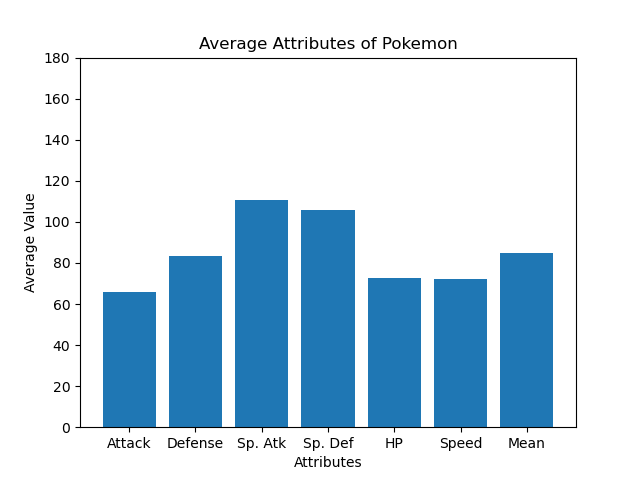 Average Attributes of Pokemon
180
160
140
120
100
80
60
40
20
0
Average Value
Attack Defense Sp. Atk Sp. Def HP Speed Mean
Attributes